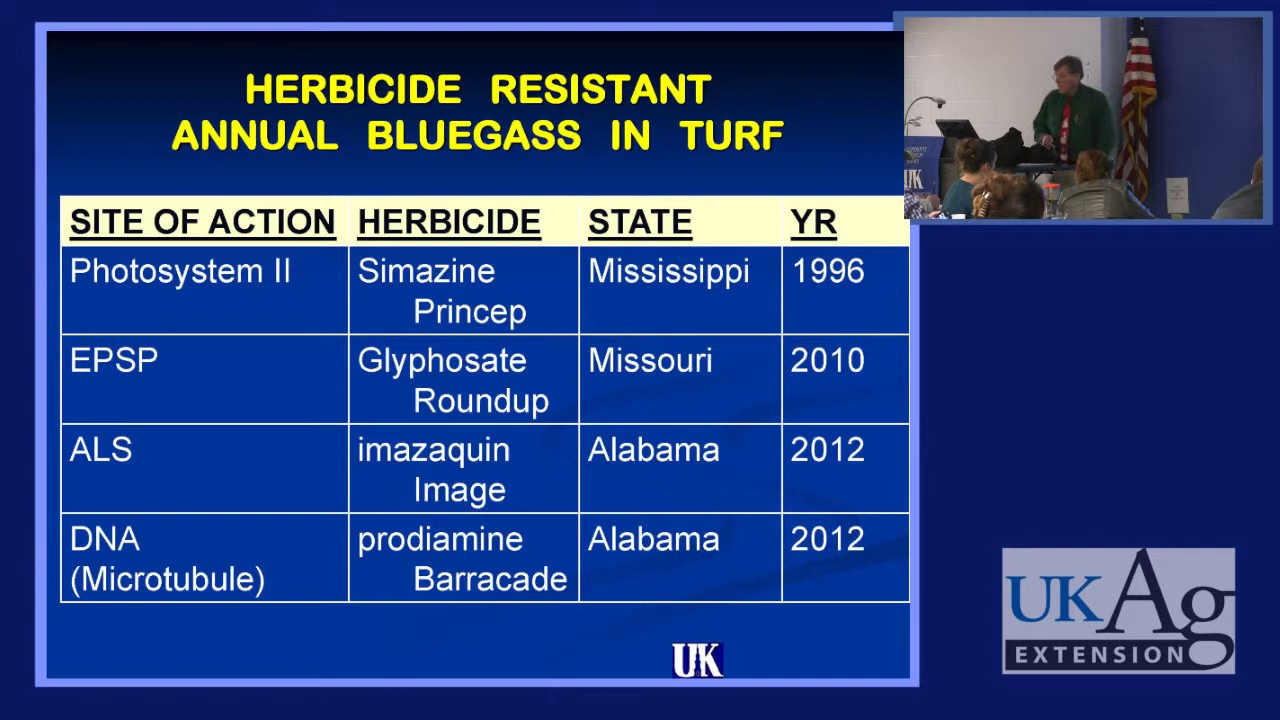 HERBICIDE RESISTANT
ANNUAL BLUEGASS IN TURF
SITE OF ACTION HERBICIDE STATE YR
Photosystem II Simazine Mississippi 1996
Princep
EPSP Glyphosate Missouri 2010
Roundup
ALS imazaquin Alabama 2012
Image
DNA prodiamine Alabama 2012
(Microtubule) Barracade
UK
UK
UKAg
EXTENSION